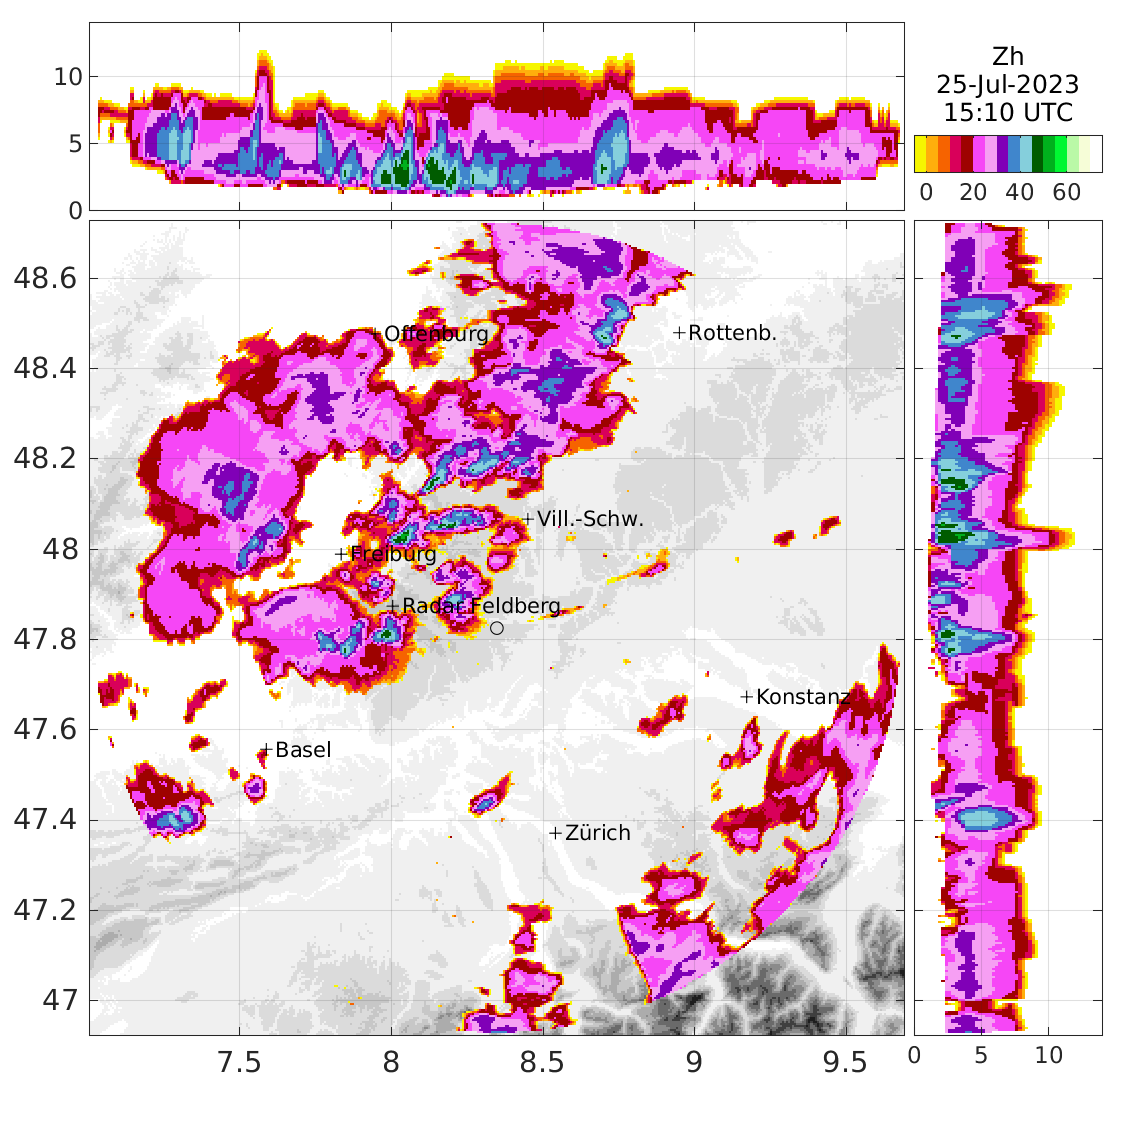 Zh
25-Jul-2023
15:10 UTC
0 20 40 60
10
5
0
48.6
48.4
48.2
48
47.8
47.6
47.4
47.2
47
Offenburg
Rottenb.
Vill.-Schw.
Freiburg
Radar Feldberg
Konstanz
Basel
Zürich
7.5 8 8.5 9 9.5
0 5 10